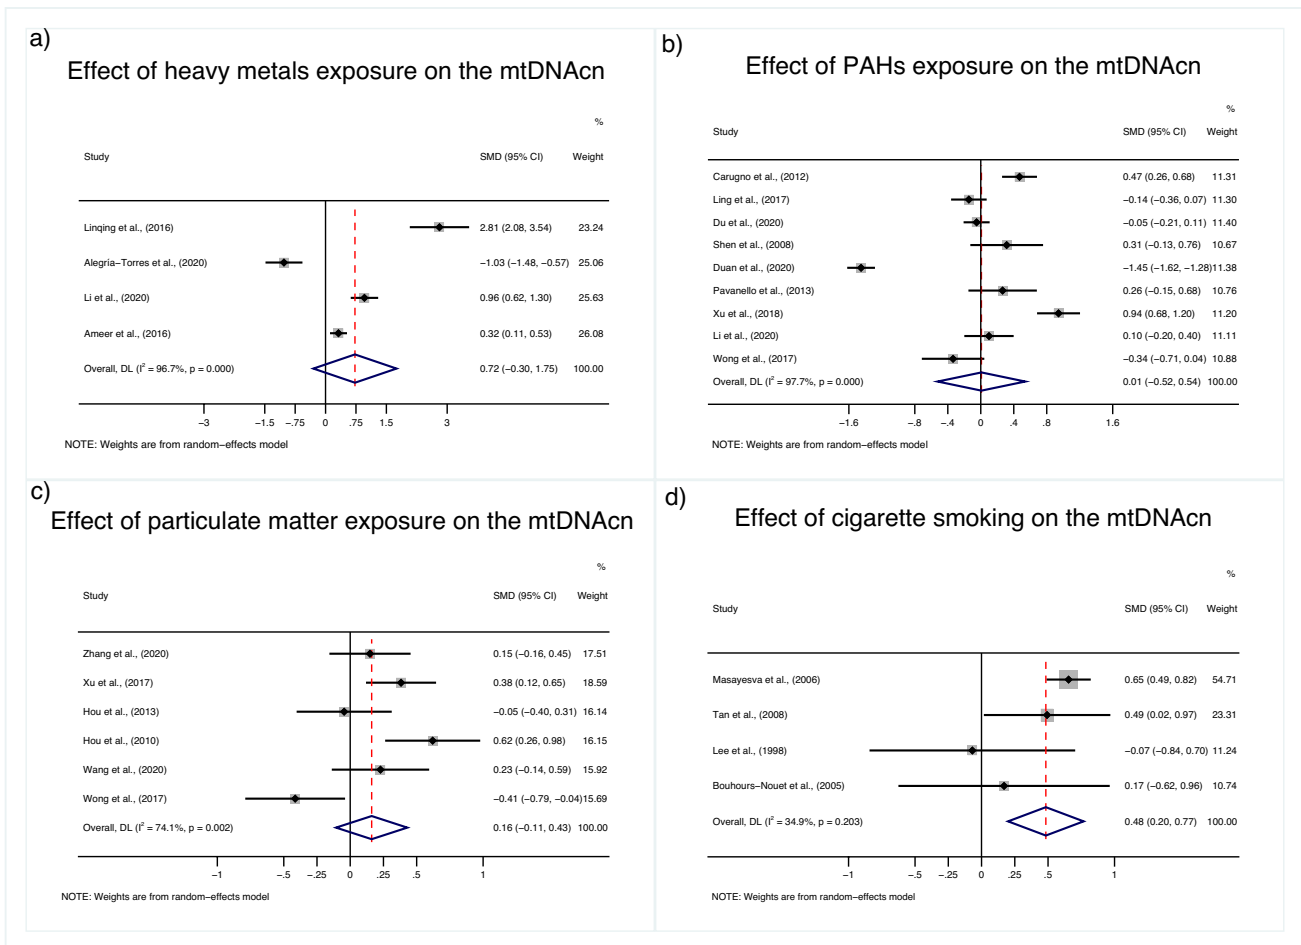 a)
Effect of heavy metals exposure on the mtDNAcn
%
Study SMD (95% CI) Weight
Linqing et al., (2016) 2.81 (2.08, 3.54) 23.24
Alegria−Torres et al., (2020) −1.03 (−1.48, −0.57) 25.06
Li et al., (2020) 0.96 (0.62, 1.30) 25.63
Ameer et al., (2016) 0.32 (0.11, 0.53) 26.08
Overall, DL (I² = 96.7%, p = 0.000) 0.72 (−0.30, 1.75) 100.00
−3 −1.5 −.75 0 .75 1.5 3
NOTE: Weights are from random−effects model
b)
Effect of PAHs exposure on the mtDNAcn
%
Study SMD (95% CI) Weight
Carugno et al., (2012) 0.47 (0.26, 0.68) 11.31
Ling et al., (2017) −0.14 (−0.36, 0.07) 11.30
Du et al., (2020) −0.05 (−0.21, 0.11) 11.40
Shen et al., (2008) 0.31 (−0.13, 0.76) 10.67
Duan et al., (2020) −1.45 (−1.62, −1.28) 11.38
Pavanello et al., (2013) 0.26 (−0.15, 0.68) 10.76
Xu et al., (2018) 0.94 (0.68, 1.20) 11.20
Li et al., (2020) 0.10 (−0.20, 0.40) 11.11
Wong et al., (2017) −0.34 (−0.71, 0.04) 10.88
Overall, DL (I² = 97.7%, p = 0.000) 0.01 (−0.52, 0.54) 100.00
−1.6 −.8 −.4 0 .4 .8 1.6
NOTE: Weights are from random−effects model
c)
Effect of particulate matter exposure on the mtDNAcn
%
Study SMD (95% CI) Weight
Zhang et al., (2020) 0.15 (−0.16, 0.45) 17.51
Xu et al., (2017) 0.38 (0.12, 0.65) 18.59
Hou et al., (2013) −0.05 (−0.40, 0.31) 16.14
Hou et al., (2010) 0.62 (0.26, 0.98) 16.15
Wang et al., (2020) 0.23 (−0.14, 0.59) 15.92
Wong et al., (2017) −0.41 (−0.79, −0.04) 15.69
Overall, DL (I² = 74.1%, p = 0.002) 0.16 (−0.11, 0.43) 100.00
−1 −.5 −.25 0 .25 .5 1
NOTE: Weights are from random−effects model
d)
Effect of cigarette smoking on the mtDNAcn
%
Study SMD (95% CI) Weight
Masayesva et al., (2006) 0.65 (0.49, 0.82) 54.71
Tan et al., (2008) 0.49 (0.02, 0.97) 23.31
Lee et al., (1998) −0.07 (−0.84, 0.70) 11.24
Bouhours−Nouet et al., (2005) 0.17 (−0.62, 0.96) 10.74
Overall, DL (I² = 34.9%, p = 0.203) 0.48 (0.20, 0.77) 100.00
−1 −.5 −.25 0 .25 .5 1
NOTE: Weights are from random−effects model